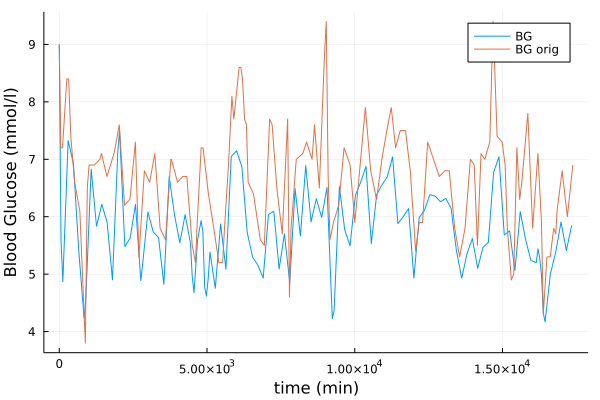 BG
BG orig
9
8
7
6
5
4
Blood Glucose (mmol/l)
0 5.00×10³ 1.00×10⁴ 1.50×10⁴
time (min)